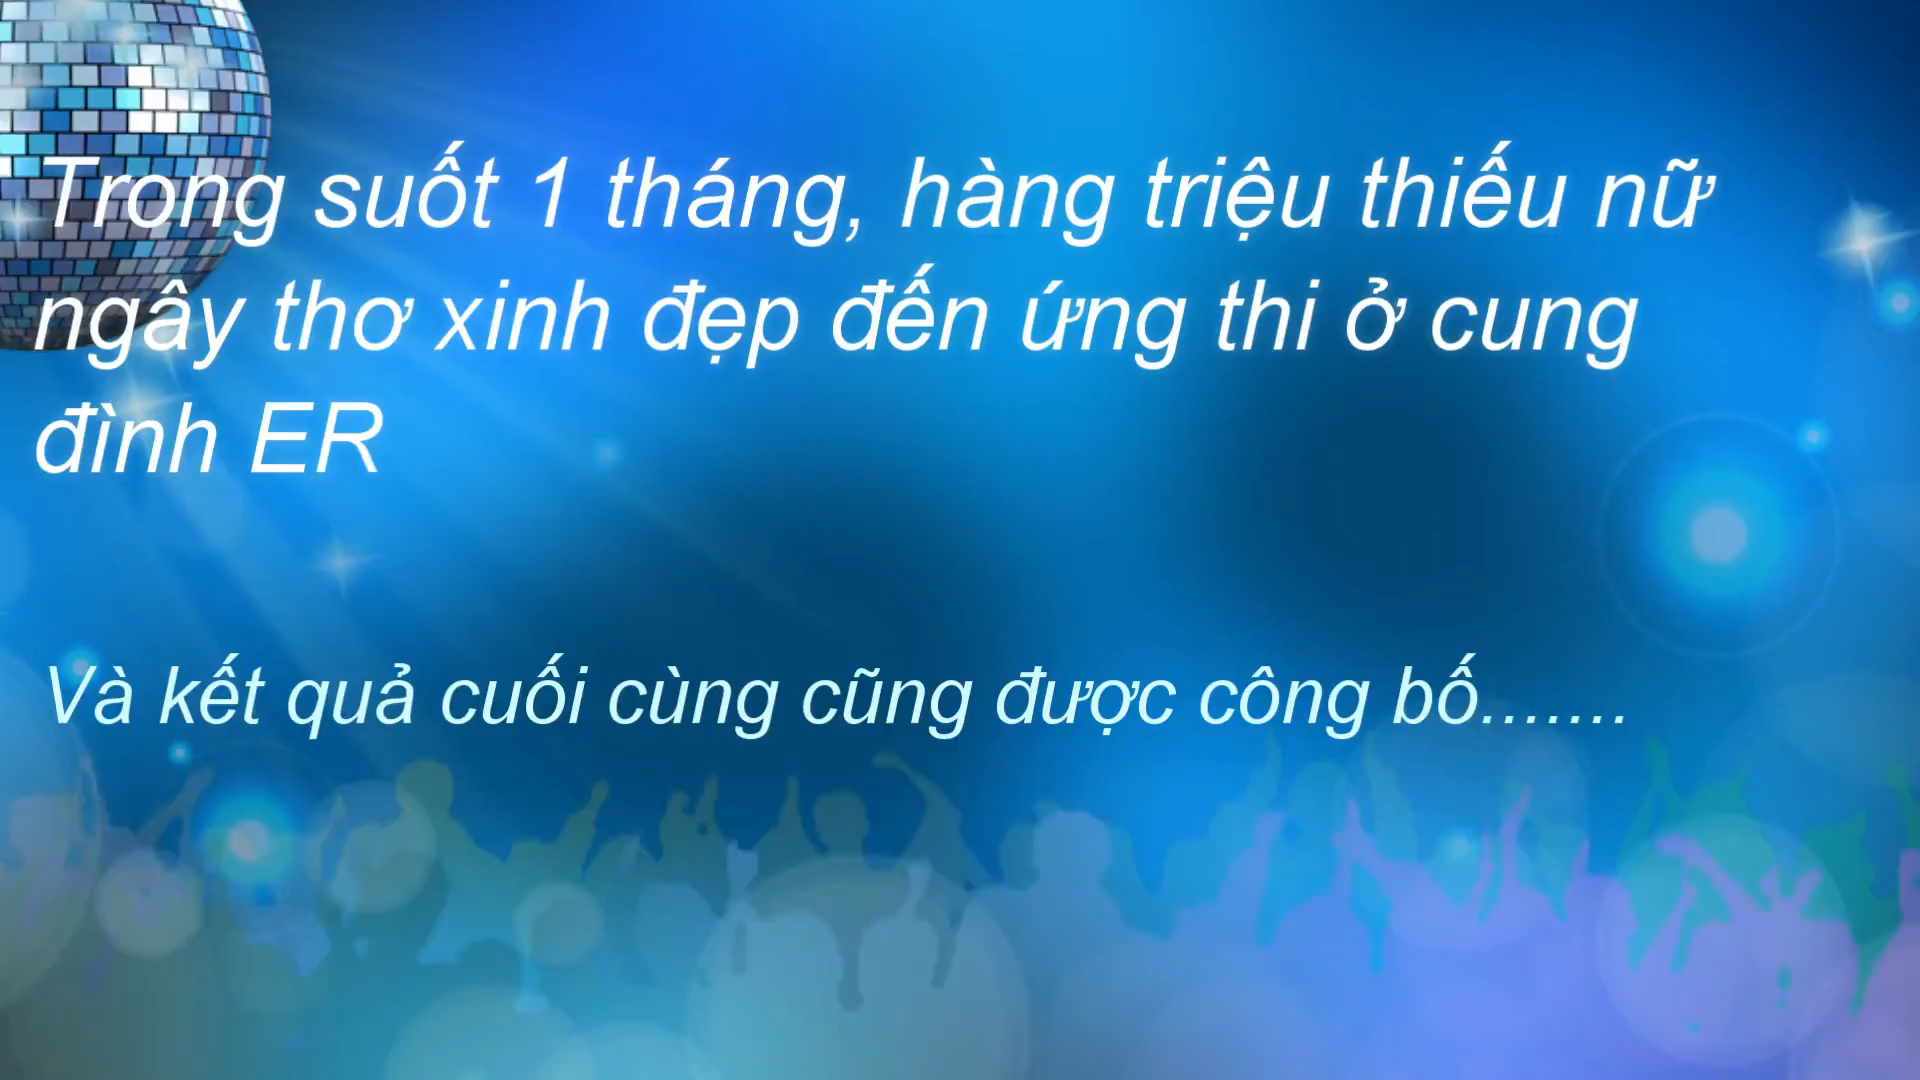 Trong suốt 1 tháng, hàng triệu thiếu nữ
ngây thơ xinh đẹp đến ứng thi ở cung
đình ER
Và kết quả cuối cùng cũng được công bố.......